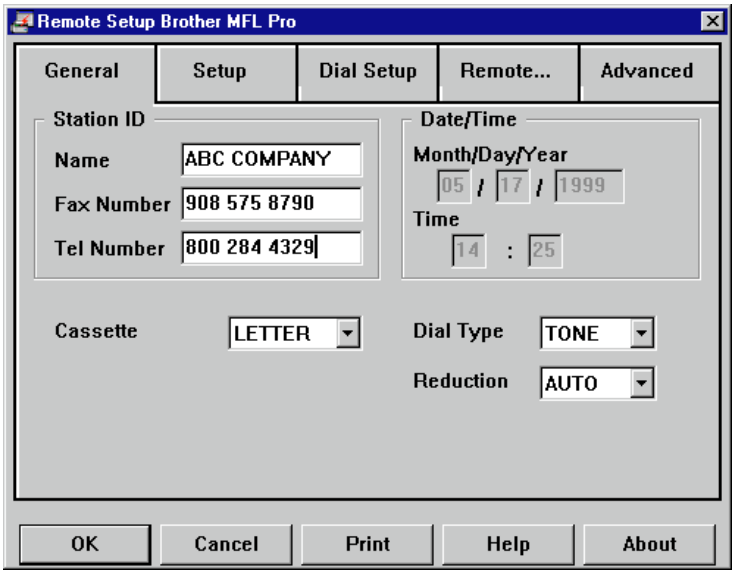 Remote Setup Brother MFL Pro
General Setup Dial Setup Remote... Advanced
Station ID
Name ABC COMPANY
Fax Number 908 575 8790
Tel Number 800 284 4329
Date/Time
Month/Day/Year
05 / 17 / 1999
Time
14 : 25
Cassette LETTER
Dial Type TONE
Reduction AUTO
OK Cancel Print Help About